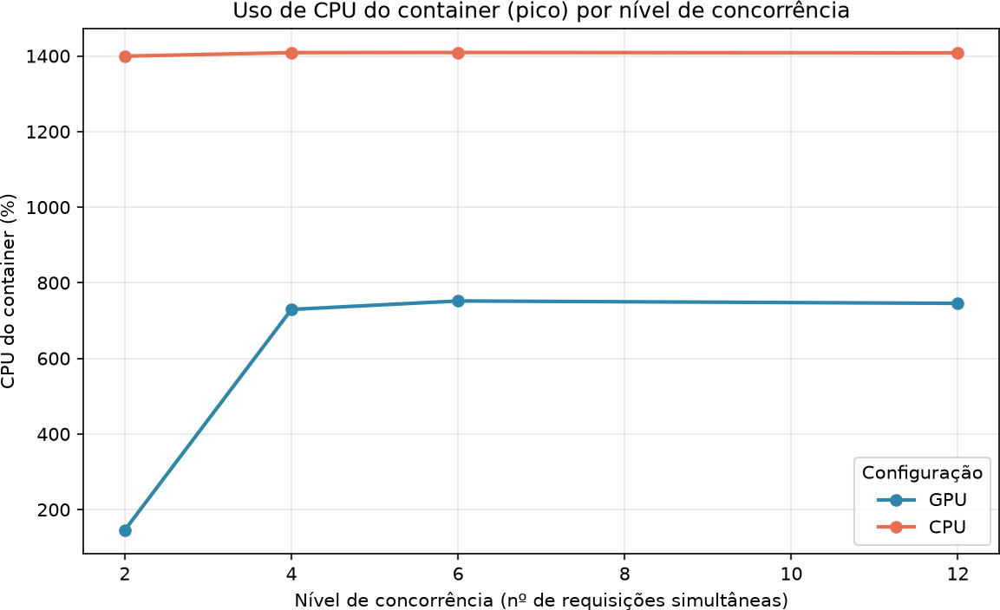 Uso de CPU do container (pico) por nível de concorrência
CPU do container (%)
1400
1200
1000
800
600
400
200
Configuração
GPU
CPU
2 4 6 8 10 12
Nível de concorrência (nº de requisições simultâneas)